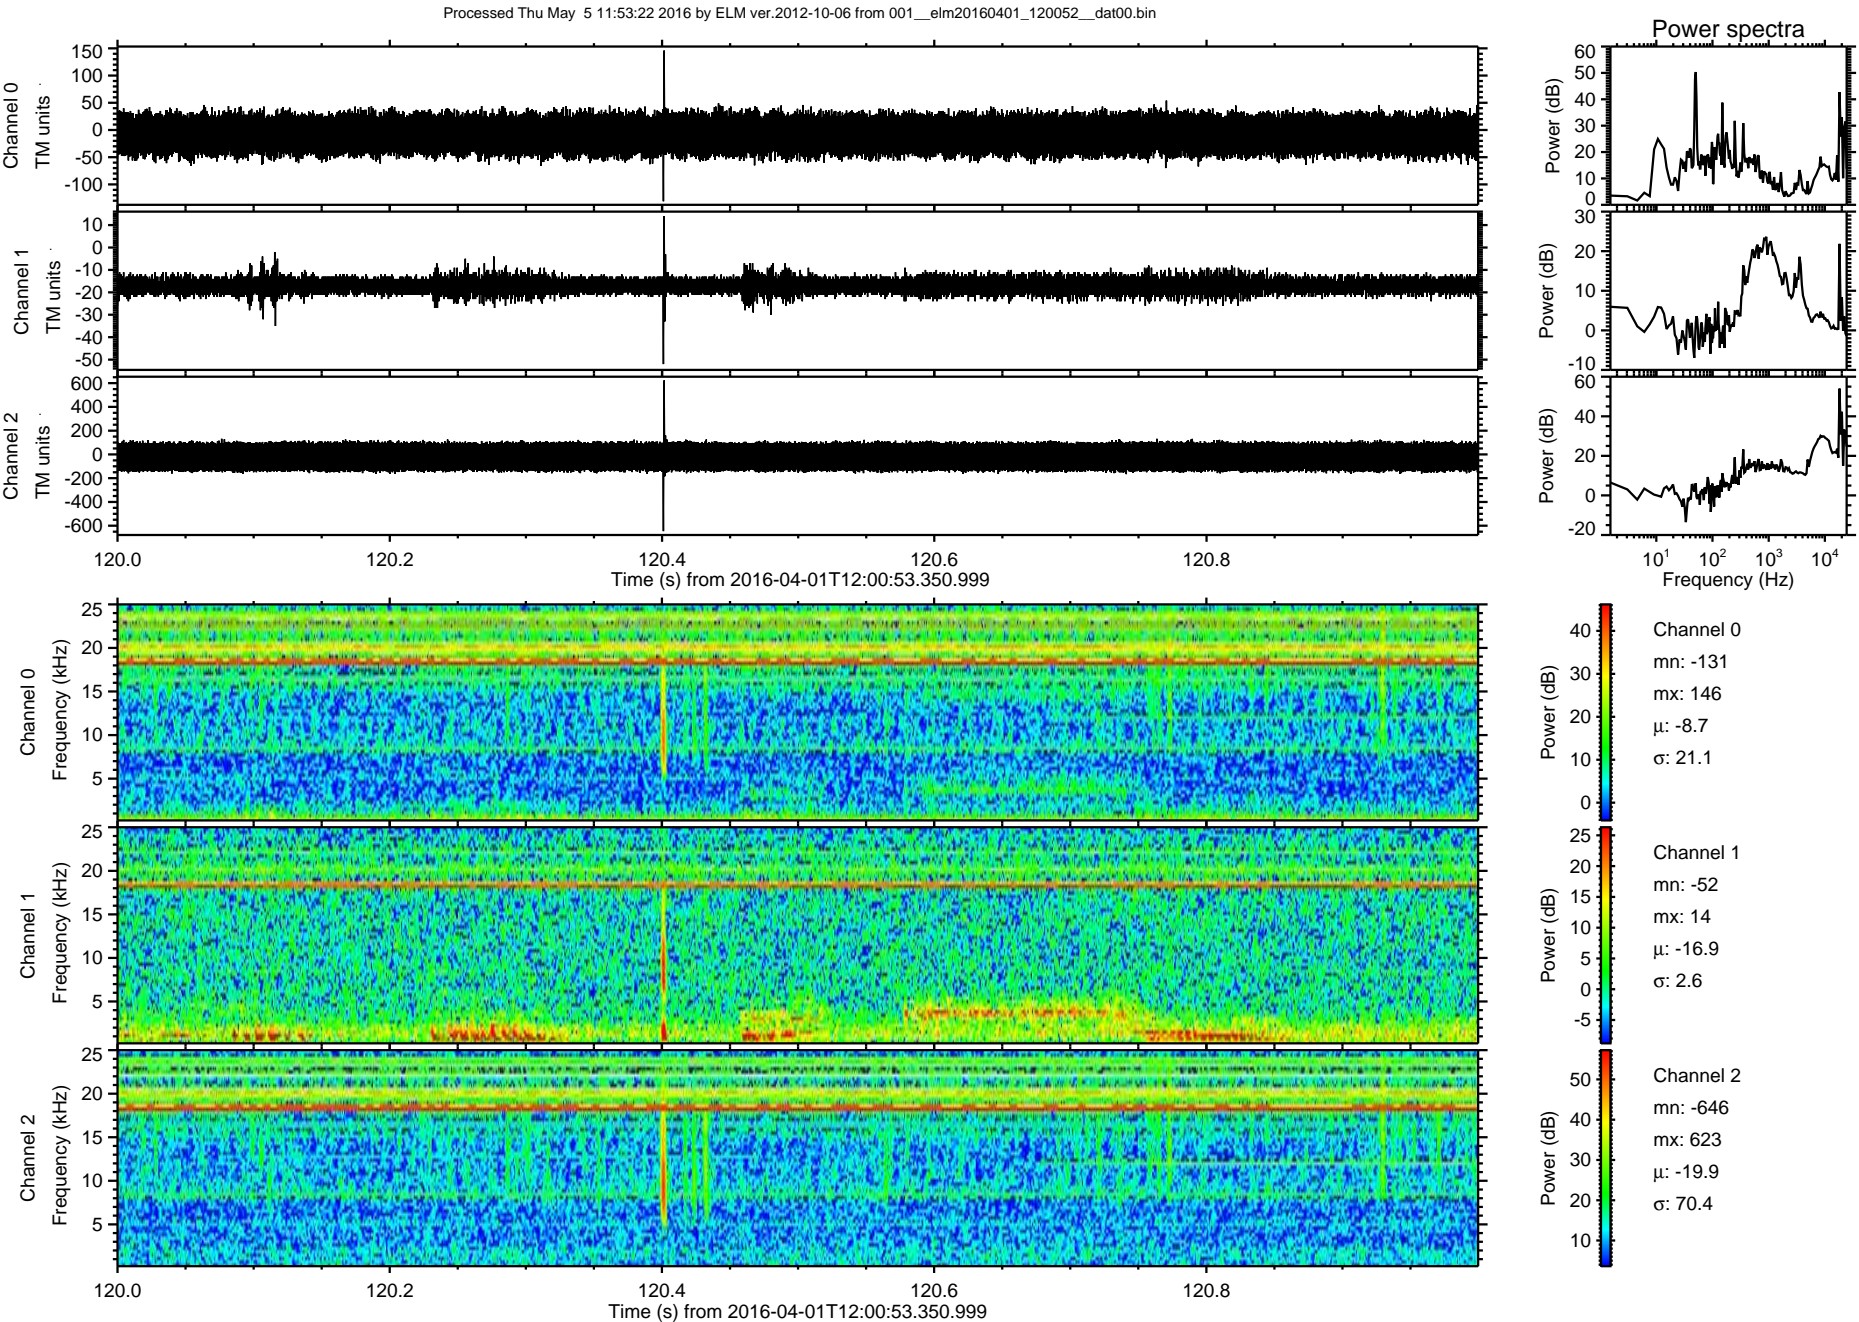 Processed Thu May  5 11:53:22 2016 by ELM ver.2012-10-06 from 001__elm20160401_120052__dat00.bin
Power spectra
Channel 0
TM units
150
100
50
0
-50
-100
Power (dB)
60
50
40
30
20
10
0
Channel 1
TM units
10
0
-10
-20
-30
-40
-50
Power (dB)
30
20
10
0
-10
Channel 2
TM units
600
400
200
0
-200
-400
-600
Power (dB)
60
40
20
0
-20
120.0 120.2 120.4 120.6 120.8
Time (s) from 2016-04-01T12:00:53.350.999
10¹ 10² 10³ 10⁴
Frequency (Hz)
Channel 0
Frequency (kHz)
25
20
15
10
5
Power (dB)
40
30
20
10
0
Channel 0
mn: -131
mx: 146
μ: -8.7
σ: 21.1
Channel 1
Frequency (kHz)
25
20
15
10
5
Power (dB)
25
20
15
10
5
0
-5
Channel 1
mn: -52
mx: 14
μ: -16.9
σ: 2.6
Channel 2
Frequency (kHz)
25
20
15
10
5
Power (dB)
50
40
30
20
10
Channel 2
mn: -646
mx: 623
μ: -19.9
σ: 70.4
120.0 120.2 120.4 120.6 120.8
Time (s) from 2016-04-01T12:00:53.350.999